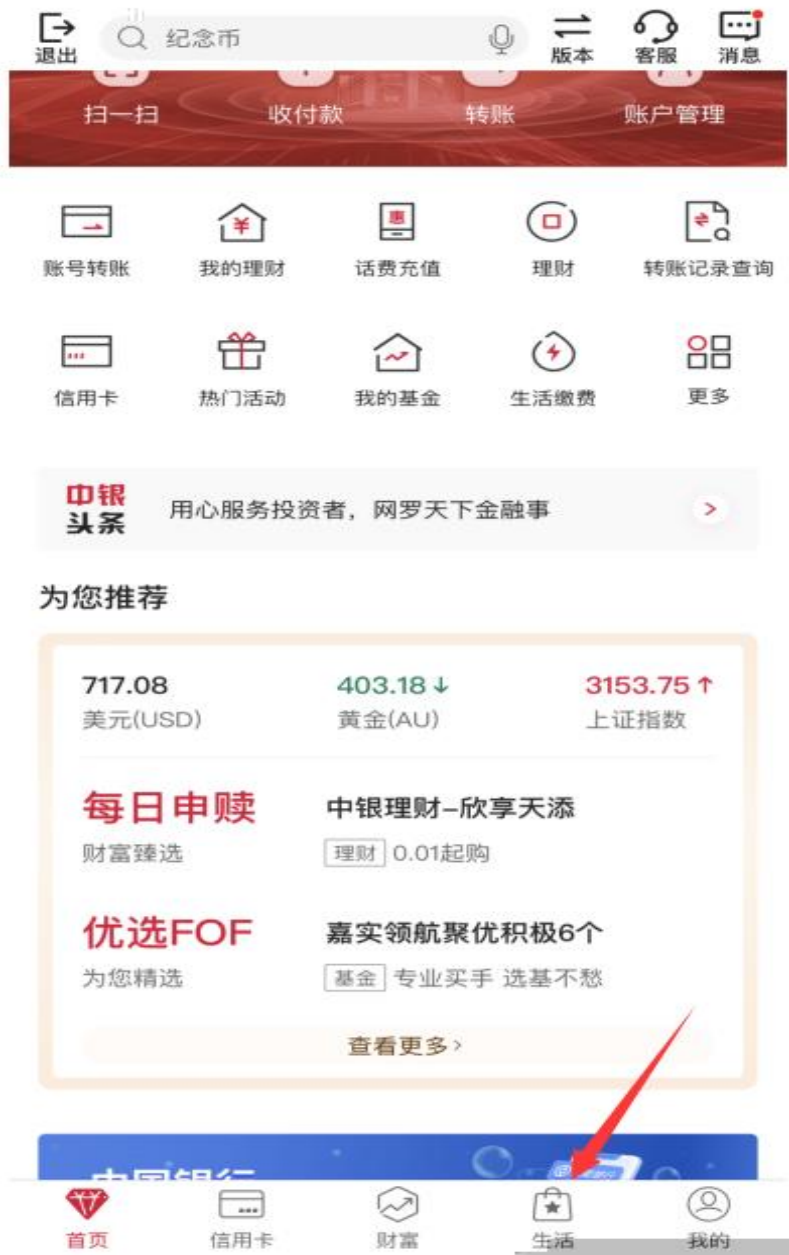 退出
纪念币
版本
客服
消息
扫一扫
收付款
转账
账户管理
惠
账号转账
我的理财
话费充值
理财
转账记录查询
信用卡
热门活动
我的基金
生活缴费
更多
中银
头条
用心服务投资者，网罗天下金融事
为您推荐
717.08
403.18↓
3153.75↑
美元(USD)
黄金(AU)
上证指数
每日申赎
中银理财-欣享天添
财富臻选
理财 0.01起购
优选FOF
嘉实领航聚优积极6个
为您精选
基金 专业买手 选基不愁
查看更多›
中国银行
首页
信用卡
财富
生活
我的